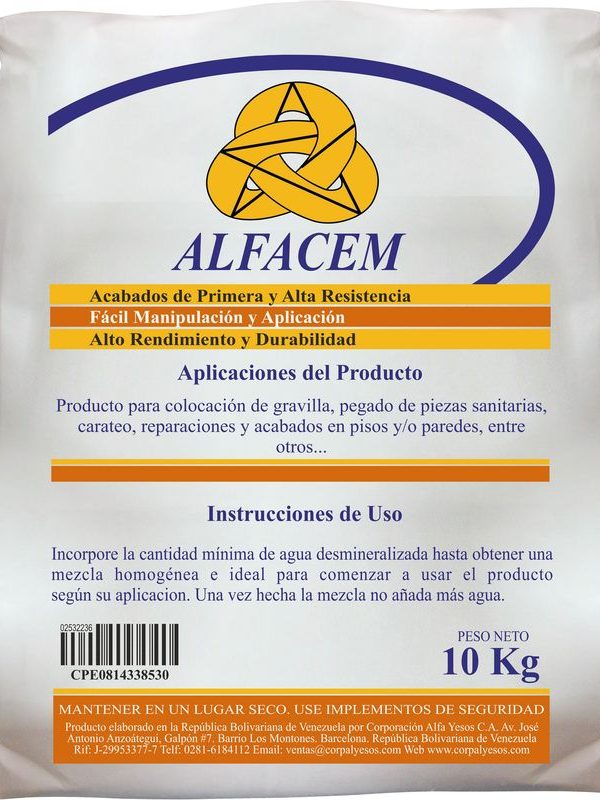 ALFACEM
Acabados de Primera y Alta Resistencia
Fácil Manipulación y Aplicación
Alto Rendimiento y Durabilidad
Aplicaciones del Producto
Producto para colocación de gravilla, pegado de piezas sanitarias,
carateo, reparaciones y acabados en pisos y/o paredes, entre
otros...
Instrucciones de Uso
Incorpore la cantidad mínima de agua desmineralizada hasta obtener una
mezcla homogénea e ideal para comenzar a usar el producto
según su aplicacion. Una vez hecha la mezcla no añada más agua.
02532236
CPE0814338530
PESO NETO
10 Kg
MANTENER EN UN LUGAR SECO. USE IMPLEMENTOS DE SEGURIDAD
Producto elaborado en la República Bolivariana de Venezuela por Corporación Alfa Yesos C.A. Av. José
Antonio Anzoátegui, Galpón #7. Barrio Los Montones. Barcelona. República Bolivariana de Venezuela
Rif: J-29953377-7 Telf: 0281-6184112 Email: ventas@corpalyesos.com Web www.corpalyesos.com